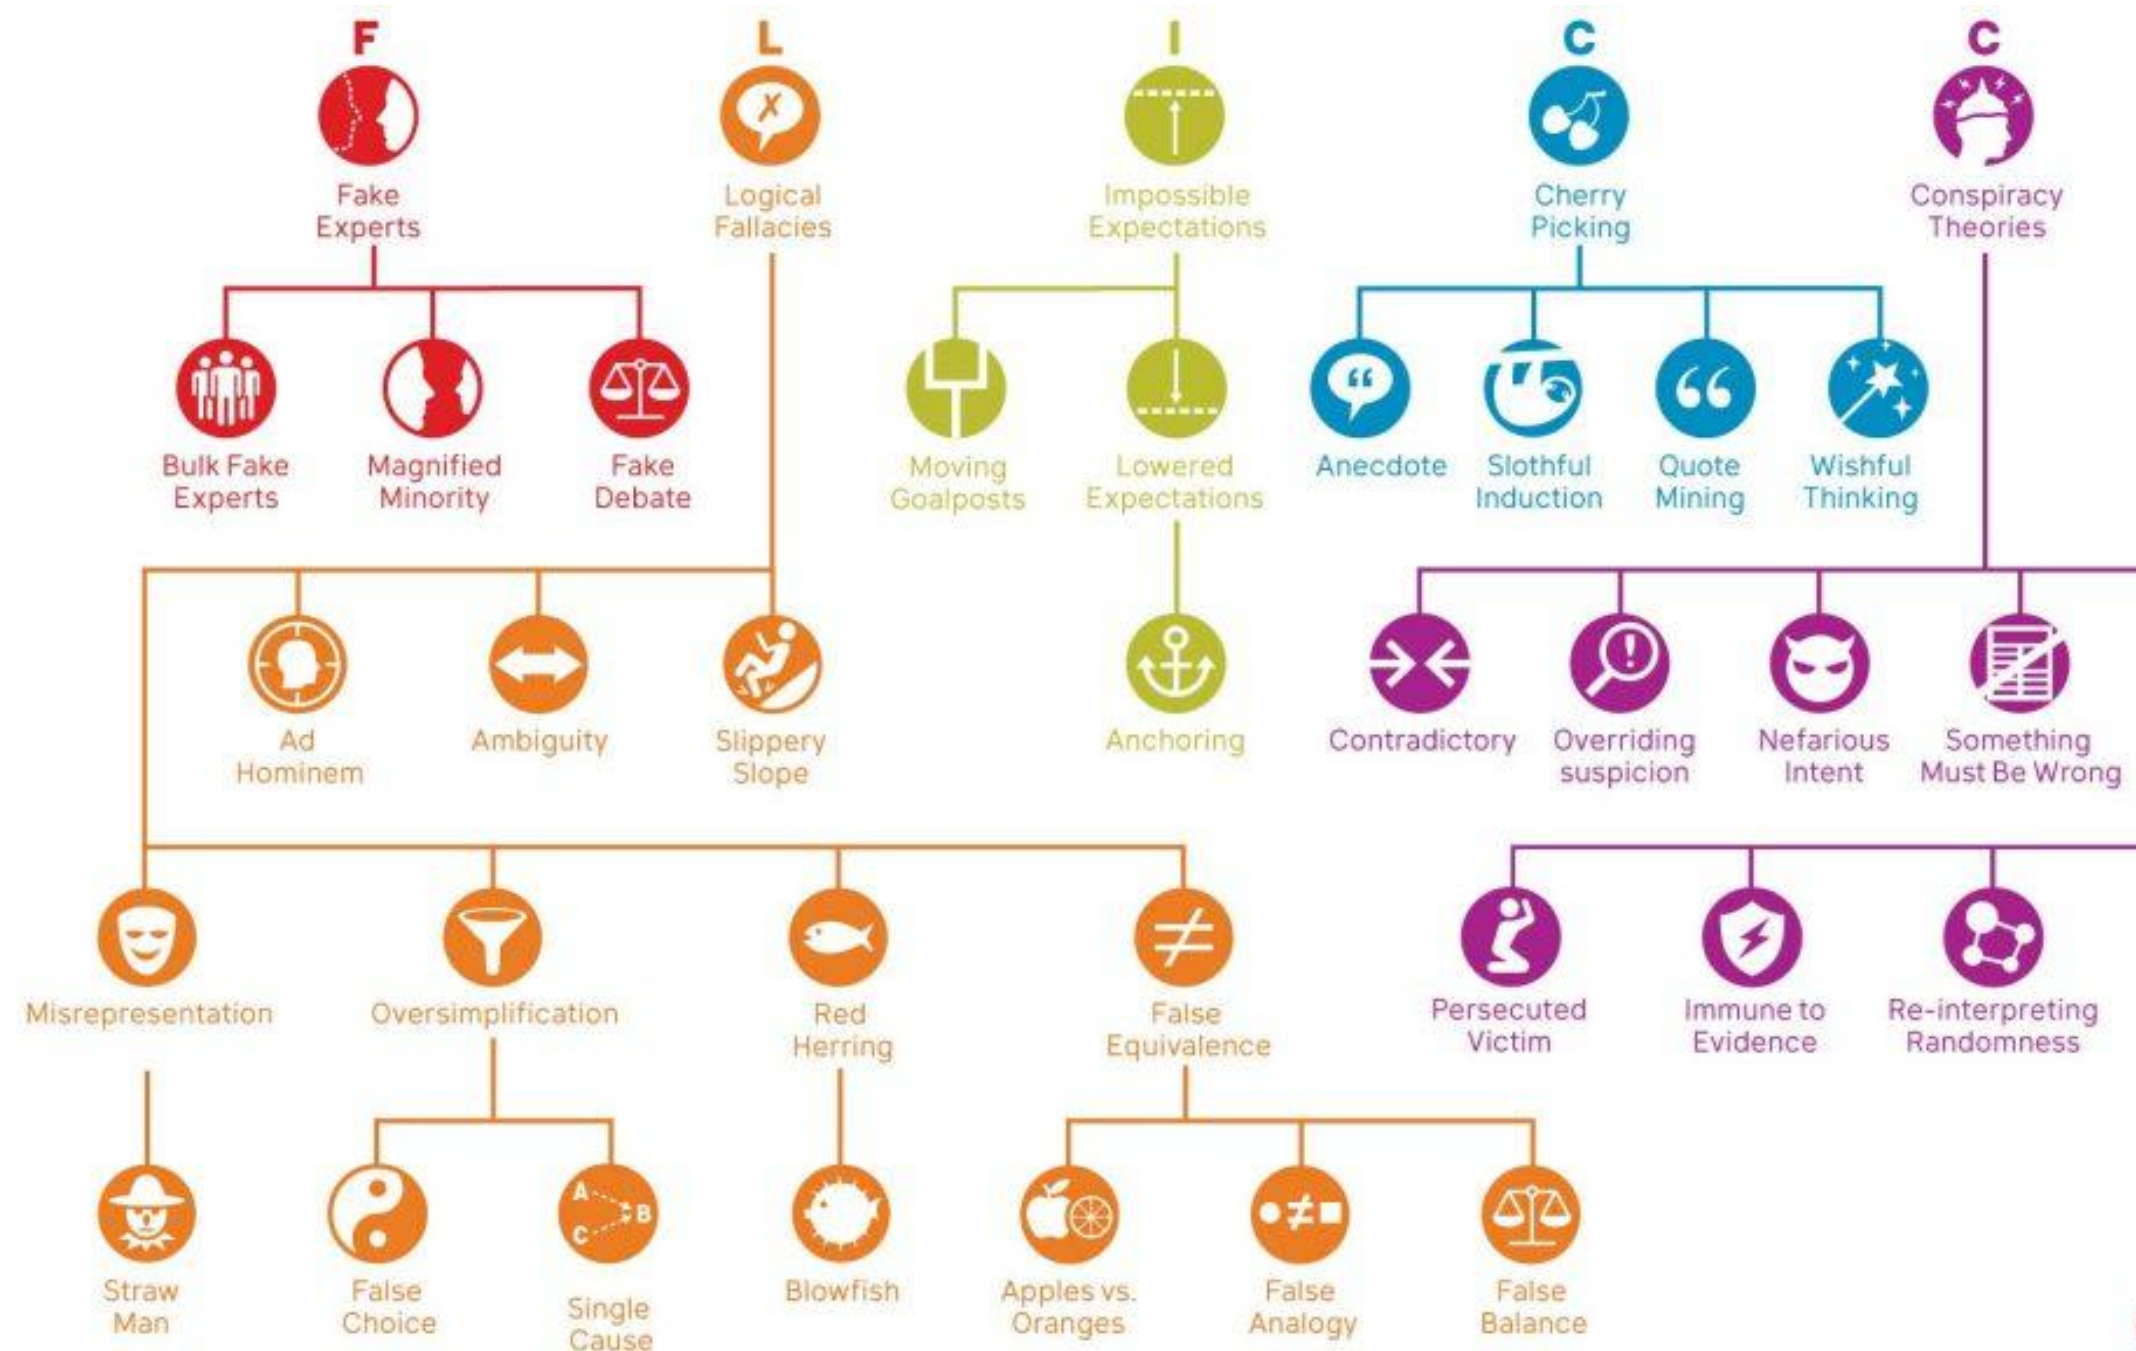 F
L
I
C
C
Fake
Experts
Logical
Fallacies
Impossible
Expectations
Cherry
Picking
Conspiracy
Theories
Bulk Fake
Experts
Magnified
Minority
Fake
Debate
Moving
Goalposts
Lowered
Expectations
Anecdote
Slothful
Induction
Quote
Mining
Wishful
Thinking
Ad
Hominem
Ambiguity
Slippery
Slope
Anchoring
Contradictory
Overriding
suspicion
Nefarious
Intent
Something
Must Be Wrong
Misrepresentation
Oversimplification
Red
Herring
False
Equivalence
Persecuted
Victim
Immune to
Evidence
Re-interpreting
Randomness
A
B
C
Straw
Man
False
Choice
Single
Cause
Blowfish
Apples vs.
Oranges
False
Analogy
False
Balance